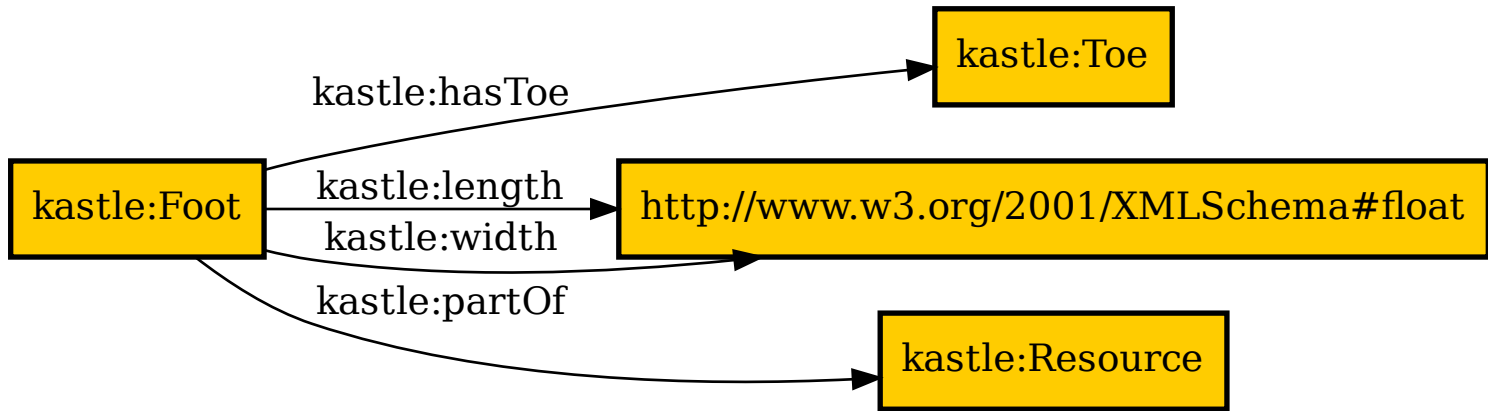 kastle:Toe
kastle:hasToe
kastle:Foot
kastle:length
http://www.w3.org/2001/XMLSchema#float
kastle:width
kastle:partOf
kastle:Resource